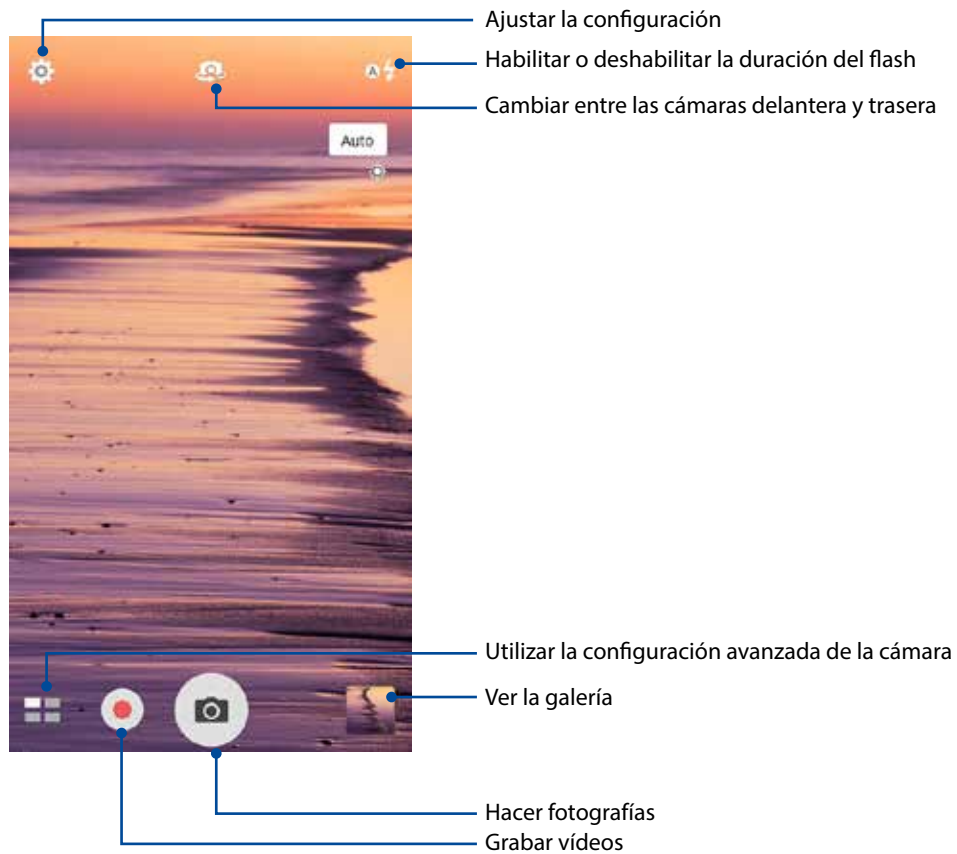 Ajustar la configuración
Habilitar o deshabilitar la duración del flash
A
Cambiar entre las cámaras delantera y trasera
Auto
Utilizar la configuración avanzada de la cámara
Ver la galería
Hacer fotografías
Grabar vídeos